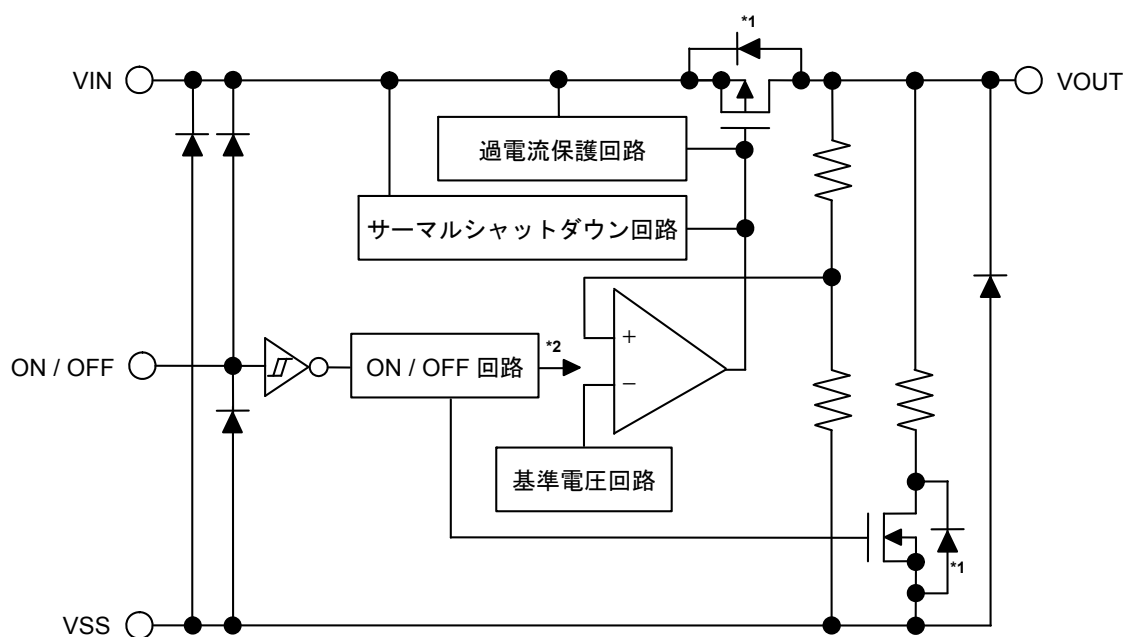 *1
VIN
VOUT
過電流保護回路
サーマルシャットダウン回路
ON / OFF
ON / OFF 回路
*2
+
−
基準電圧回路
*1
VSS